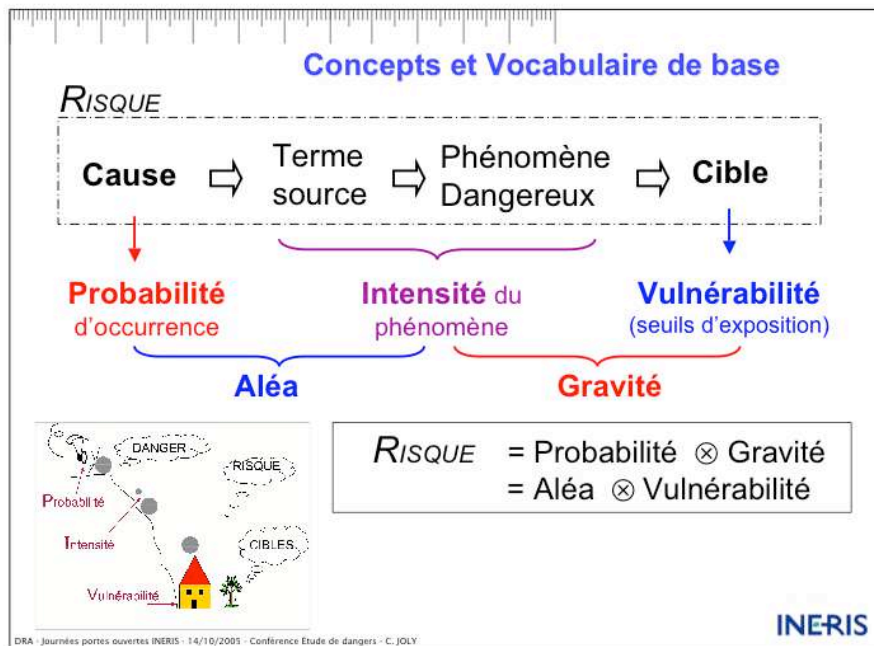 Concepts et Vocabulaire de base
RISQUE
Cause
Terme
source
Phénomène
Dangereux
Cible
Probabilité
d'occurrence
Intensité du
phénomène
Vulnérabilité
(seuils d'exposition)
Aléa
Gravité
DANGER
RISQUE
Probabilité
Intensité
CIBLES
Vulnérabilité
RISQUE = Probabilité ⊗ Gravité
= Aléa ⊗ Vulnérabilité
DRA - Journées portes ouvertes INERIS - 14/10/2005 - Conférence Etude de dangers - C. JOLY
INERIS